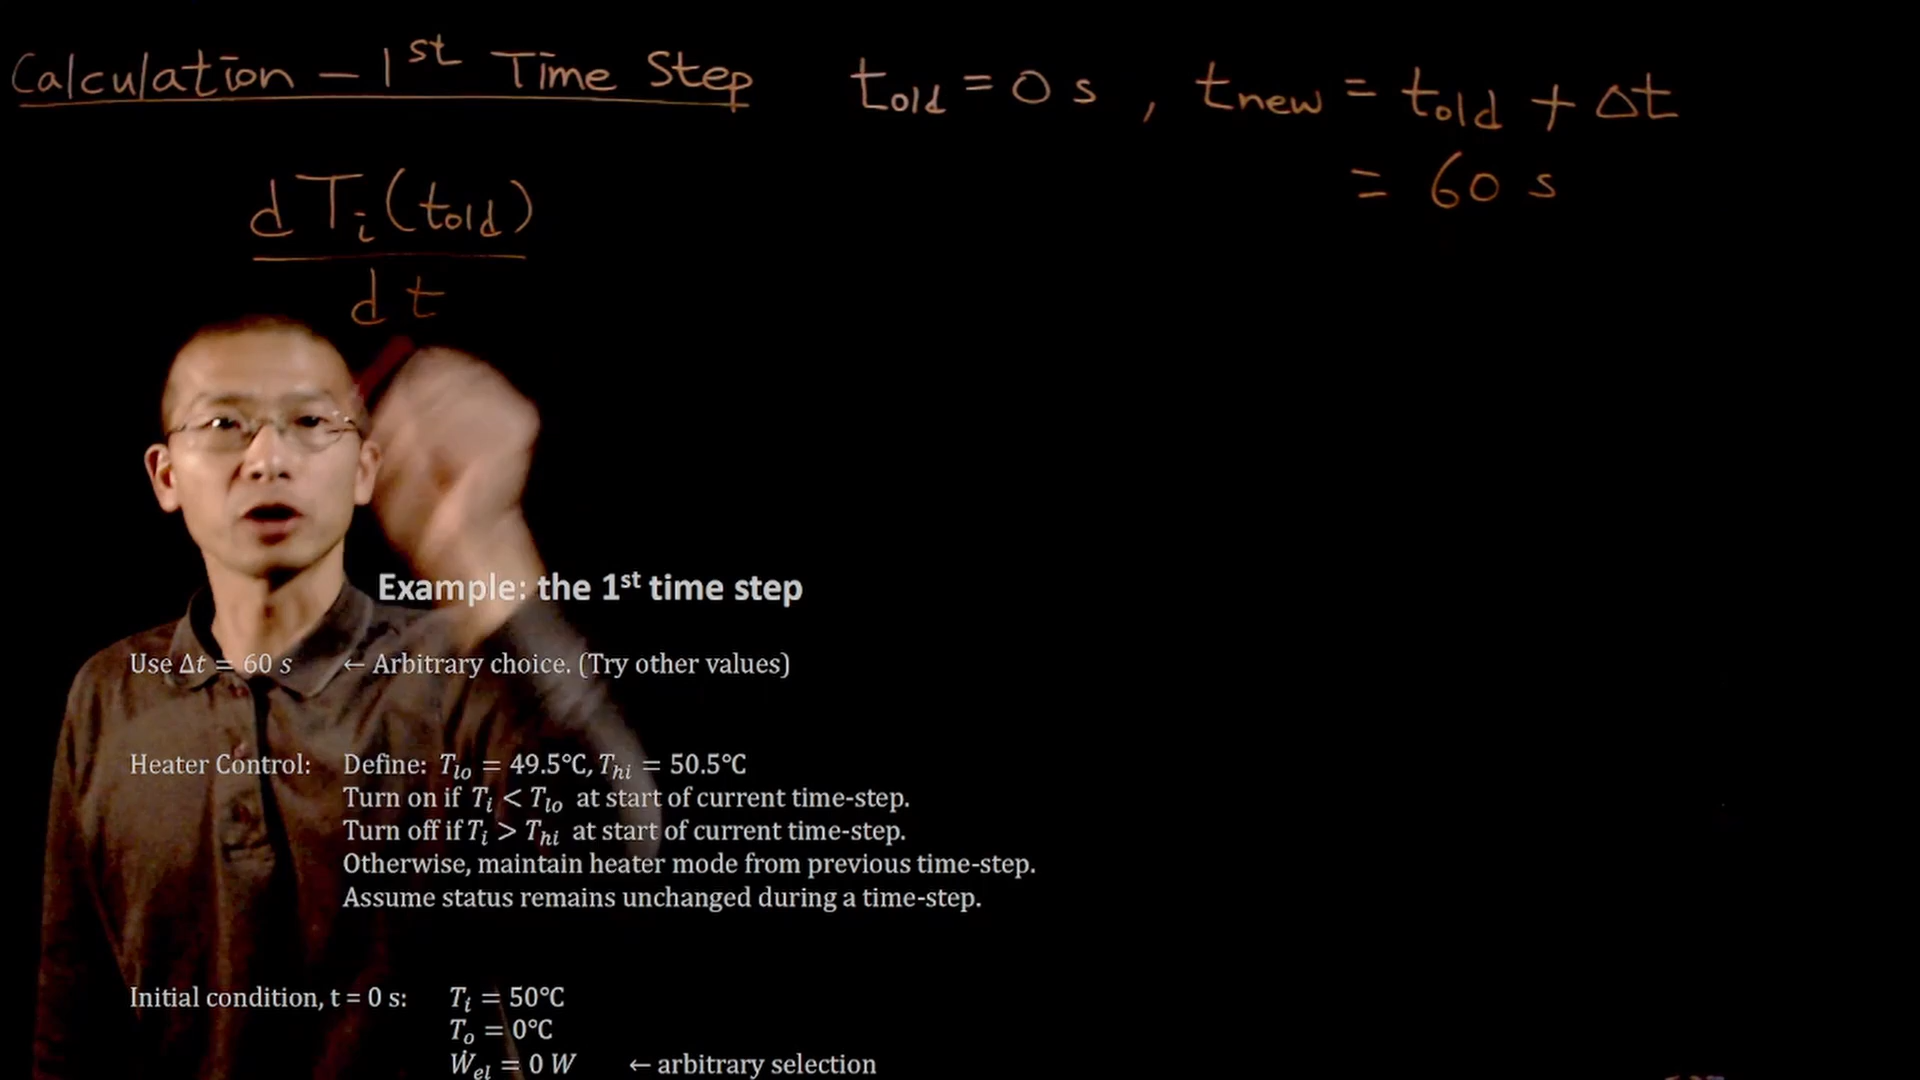 Calculation – 1st Time Step   told = 0 s , tnew = told + Δt
= 60 s
dTi(told)
dt
Example: the 1st time step
Use Δt = 60 s   ← Arbitrary choice. (Try other values)
Heater Control:   Define: Tlo = 49.5℃, Thi = 50.5℃
Turn on if Ti < Tlo at start of current time-step.
Turn off if Ti > Thi at start of current time-step.
Otherwise, maintain heater mode from previous time-step.
Assume status remains unchanged during a time-step.
Initial condition, t = 0 s:   Ti = 50℃
To = 0℃
Ẇel = 0 W   ← arbitrary selection